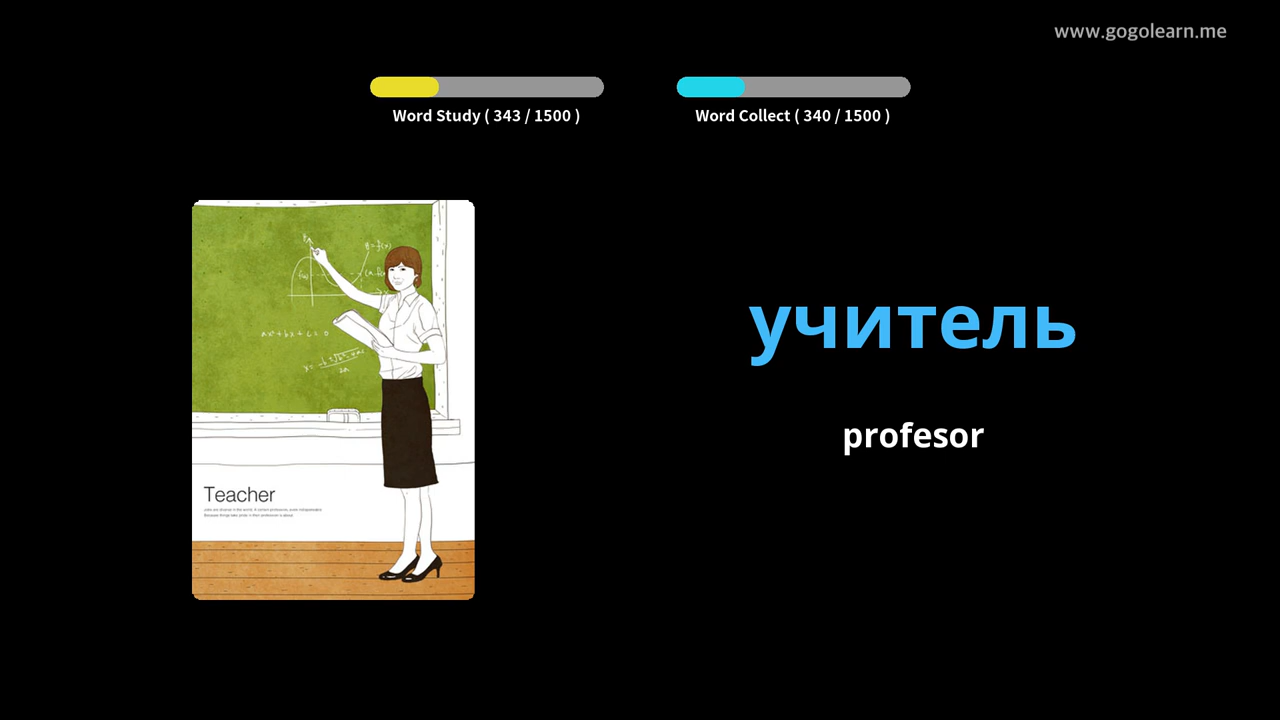 www.gogolearn.me
Word Study ( 343 / 1500 )
Word Collect ( 340 / 1500 )
учитель
profesor
Teacher